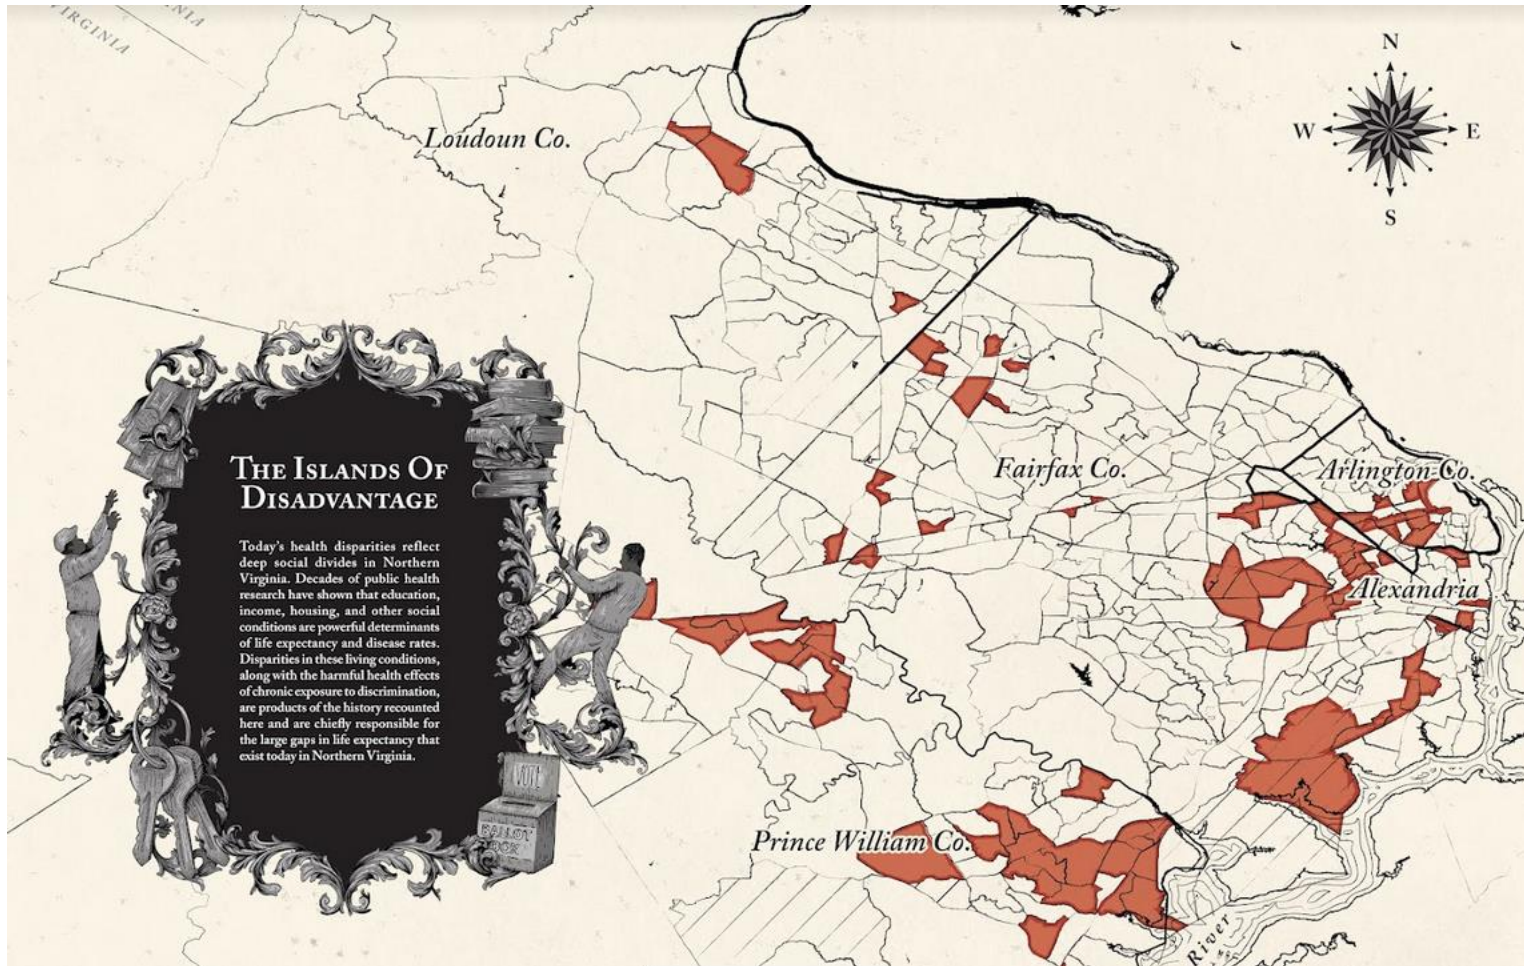 VIRGINIA
Loudoun Co.
N
W
E
S
THE ISLANDS OF
DISADVANTAGE
Today's health disparities reflect
deep social divides in Northern
Virginia. Decades of public health
research have shown that education,
income, housing, and other social
conditions are powerful determinants
of life expectancy and disease rates.
Disparities in these living conditions,
along with the harmful health effects
of chronic exposure to discrimination,
are products of the history recounted
here and are chiefly responsible for
the large gaps in life expectancy that
exist today in Northern Virginia.
VOTE
BALLOT
BOX
Fairfax Co.
Arlington Co.
Alexandria
Prince William Co.
River